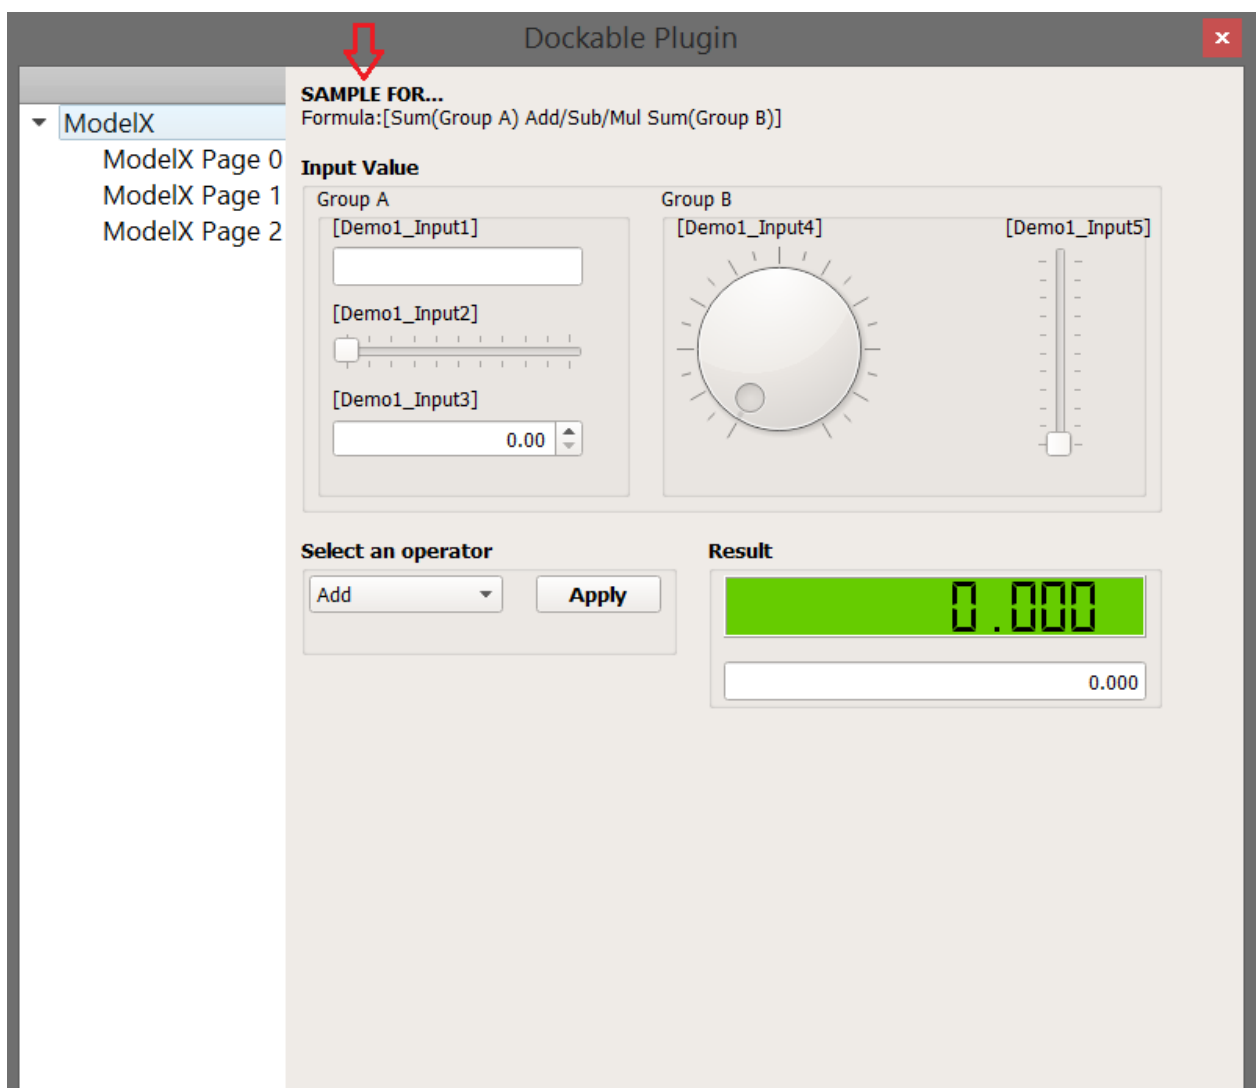 Dockable Plugin
ModelX
ModelX Page 0
ModelX Page 1
ModelX Page 2
SAMPLE FOR...
Formula:[Sum(Group A) Add/Sub/Mul Sum(Group B)]
Input Value
Group A
[Demo1_Input1]
[Demo1_Input2]
[Demo1_Input3]
0.00
Group B
[Demo1_Input4]
[Demo1_Input5]
Select an operator
Add
Apply
Result
0.000
0.000